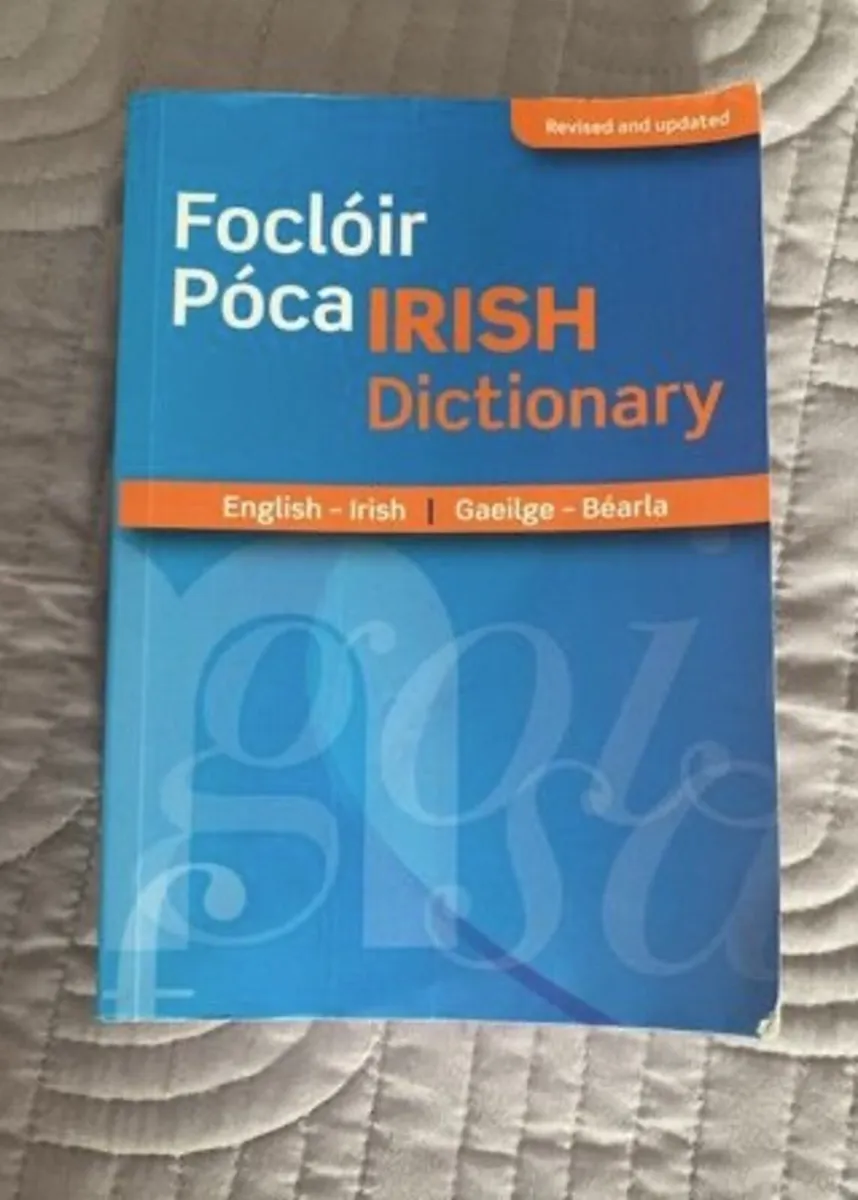 Revised and updated
Foclóir
Póca IRISH
Dictionary
English – Irish | Gaeilge – Béarla
g o i
s a
f